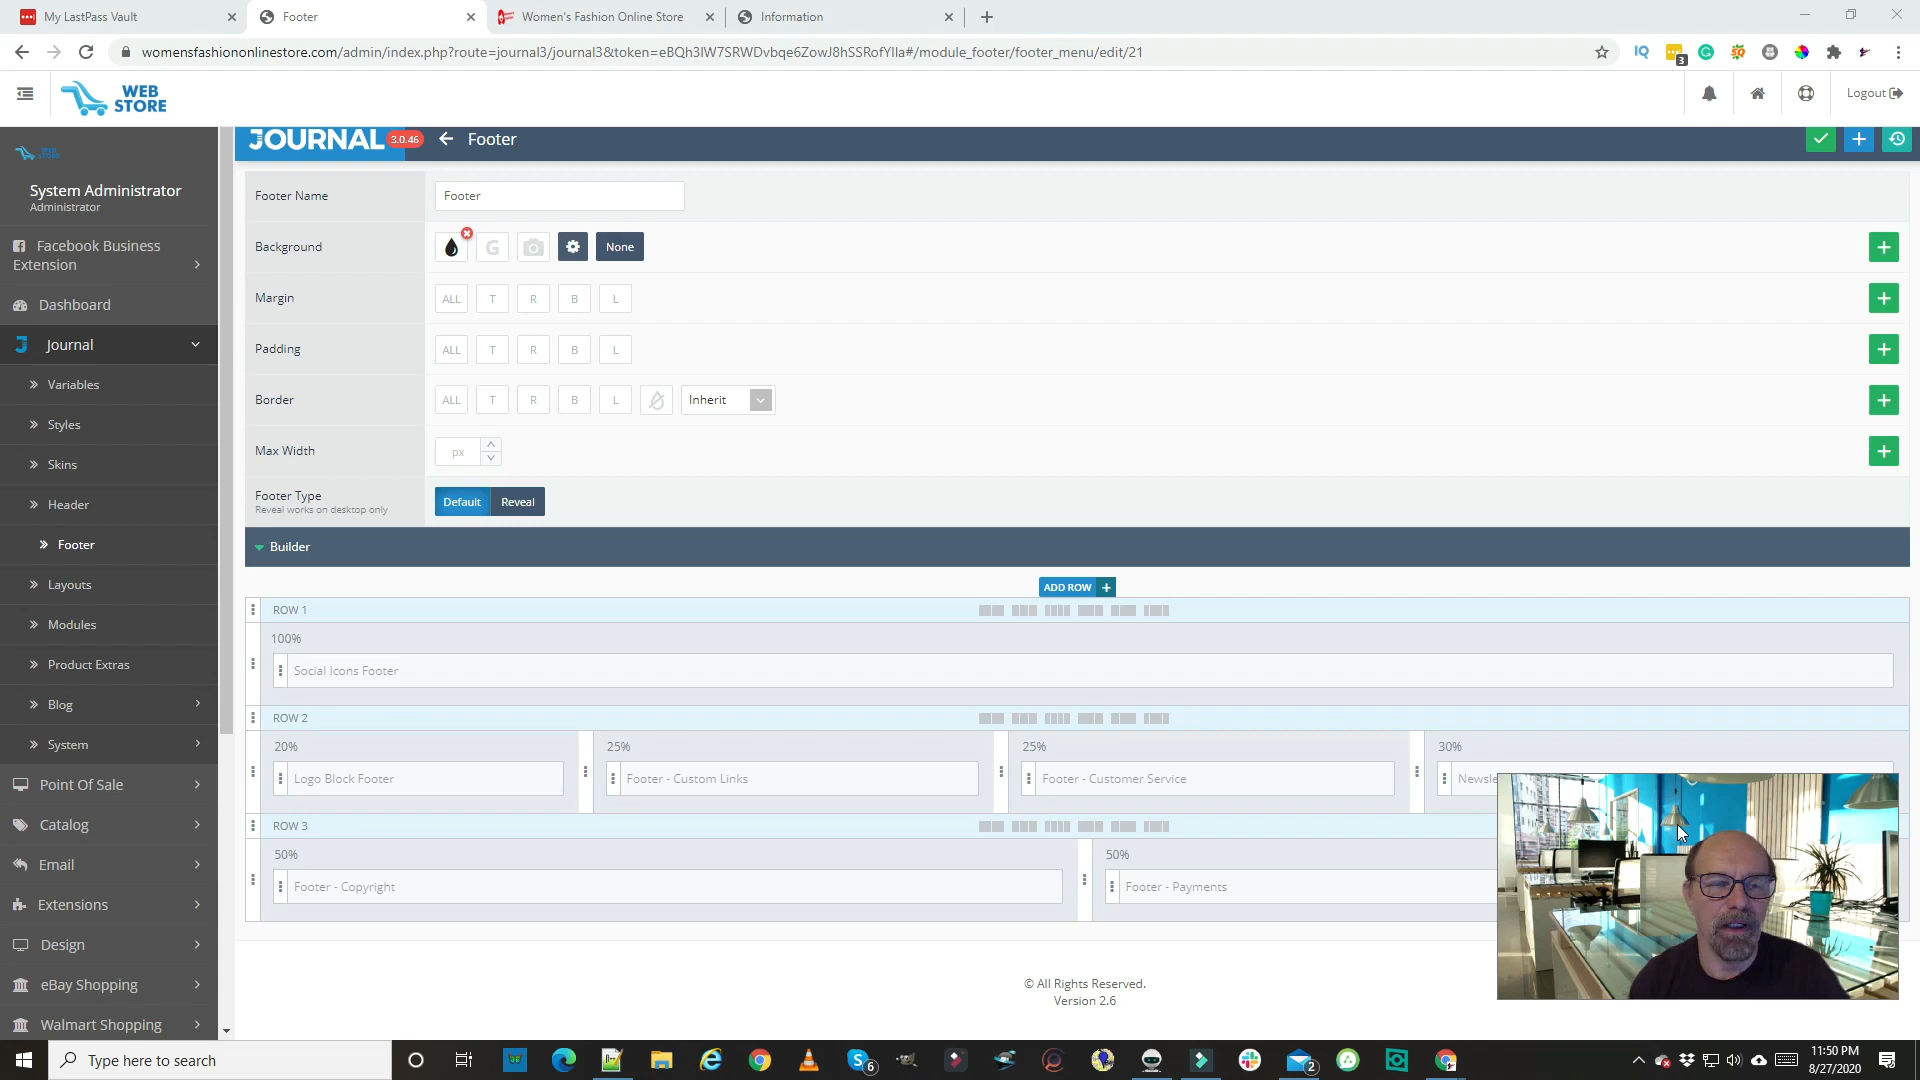 My LastPass Vault
Footer
Women's Fashion Online Store
Information
womensfashiononlinestore.com/admin/index.php?route=journal3/journal3&token=eBQh3IW7SRWDvbqe6ZowJ8hSSRofYIla#/module_footer/footer_menu/edit/21
IQ
3
WEB
STORE
Logout
JOURNAL 3.0.46
Footer
System Administrator
Administrator
Facebook Business
Extension
Dashboard
Journal
Variables
Styles
Skins
Header
Footer
Layouts
Modules
Product Extras
Blog
System
Point Of Sale
Catalog
Email
Extensions
Design
eBay Shopping
Walmart Shopping
Footer Name
Footer
Background
G
None
Margin
ALL T R B L
Padding
ALL T R B L
Border
ALL T R B L
Inherit
Max Width
px
Footer Type
Reveal works on desktop only
Default
Reveal
Builder
ADD ROW +
ROW 1
100%
Social Icons Footer
ROW 2
20%
25%
25%
30%
Logo Block Footer
Footer - Custom Links
Footer - Customer Service
Newsle
ROW 3
50%
50%
Footer - Copyright
Footer - Payments
© All Rights Reserved.
Version 2.6
Type here to search
6
2
11:50 PM
8/27/2020